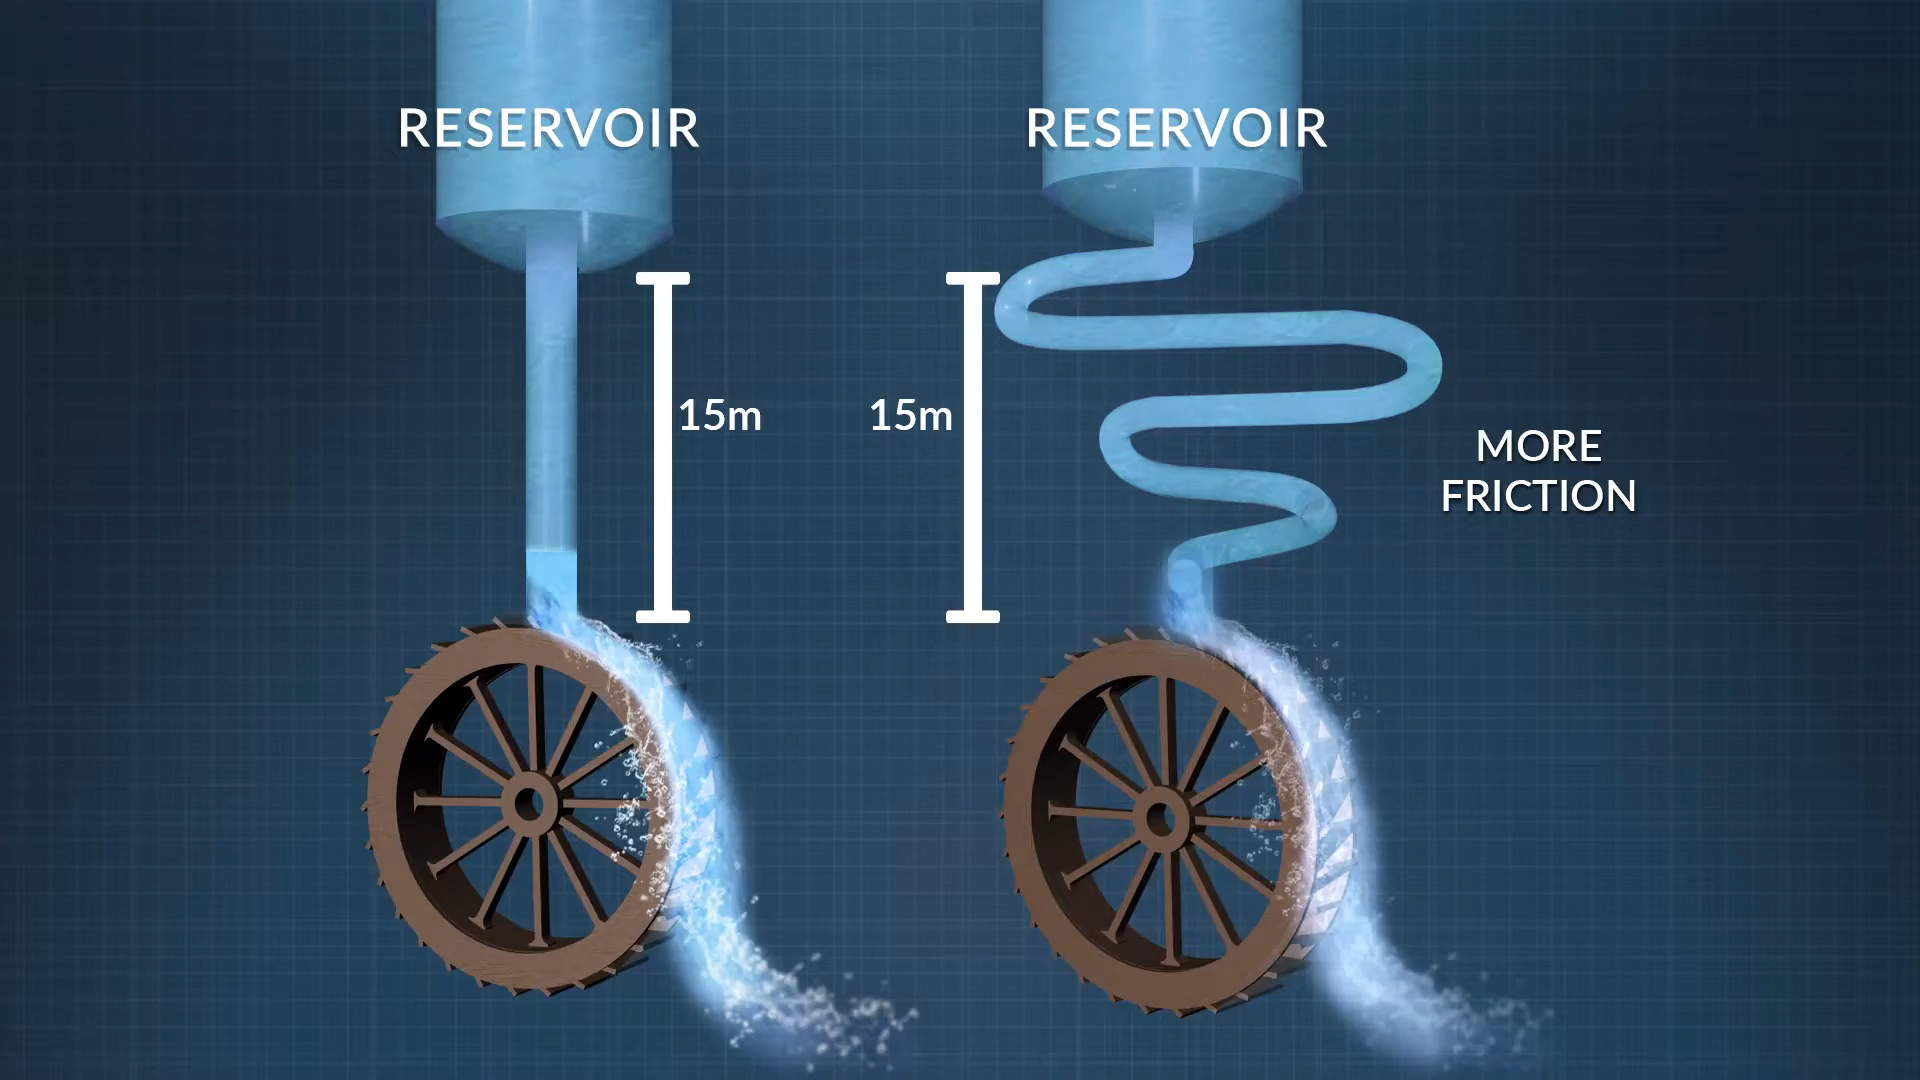 RESERVOIR
RESERVOIR
15m
15m
MORE
FRICTION